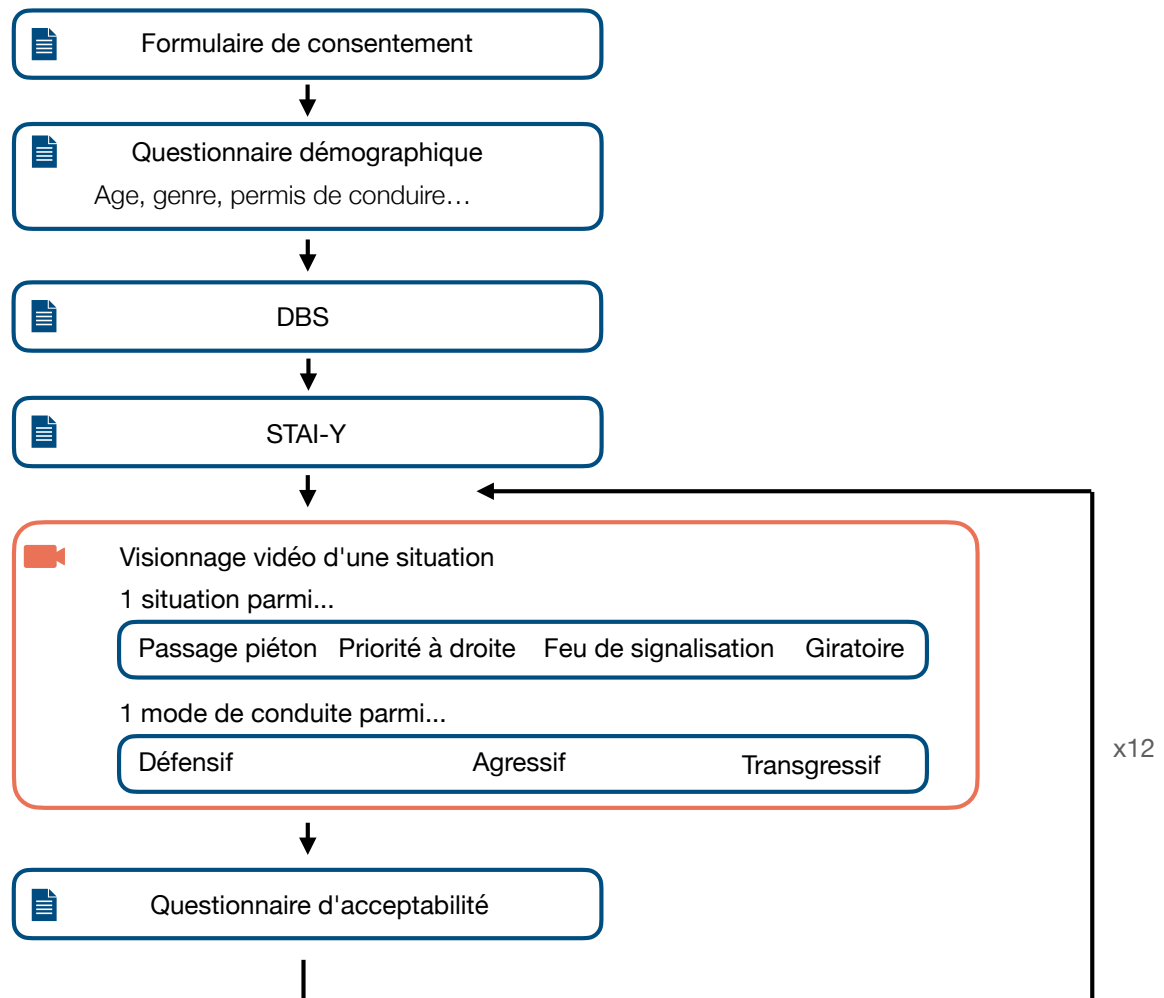 Formulaire de consentement
Questionnaire démographique
Age, genre, permis de conduire…
DBS
STAI-Y
Visionnage vidéo d'une situation
1 situation parmi...
Passage piéton Priorité à droite Feu de signalisation Giratoire
1 mode de conduite parmi...
Défensif Agressif Transgressif
x12
Questionnaire d'acceptabilité